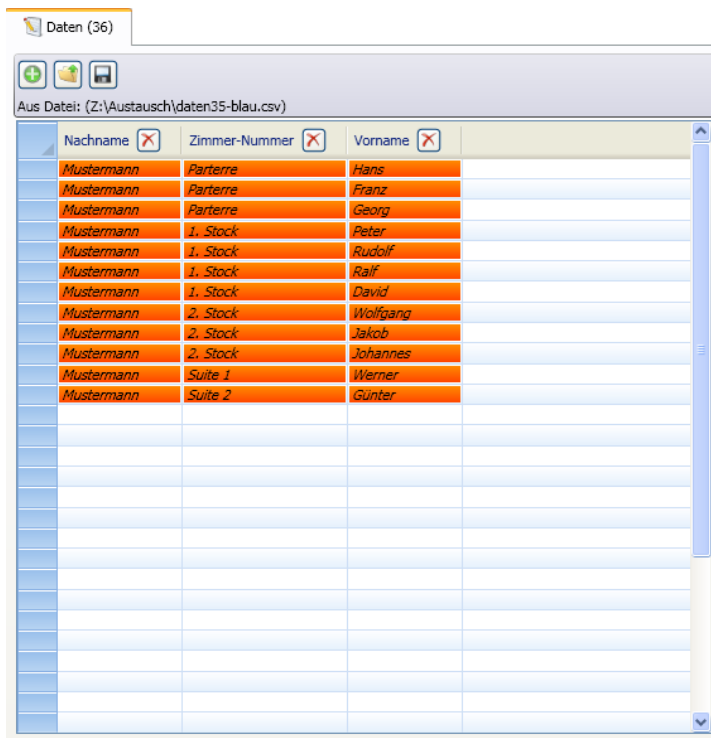 Daten (36)
Aus Datei: (Z:\Austausch\daten35-blau.csv)
Nachname Zimmer-Nummer Vorname
Mustermann Parterre Hans
Mustermann Parterre Franz
Mustermann Parterre Georg
Mustermann 1. Stock Peter
Mustermann 1. Stock Rudolf
Mustermann 1. Stock Ralf
Mustermann 1. Stock David
Mustermann 2. Stock Wolfgang
Mustermann 2. Stock Jakob
Mustermann 2. Stock Johannes
Mustermann Suite 1 Werner
Mustermann Suite 2 Günter